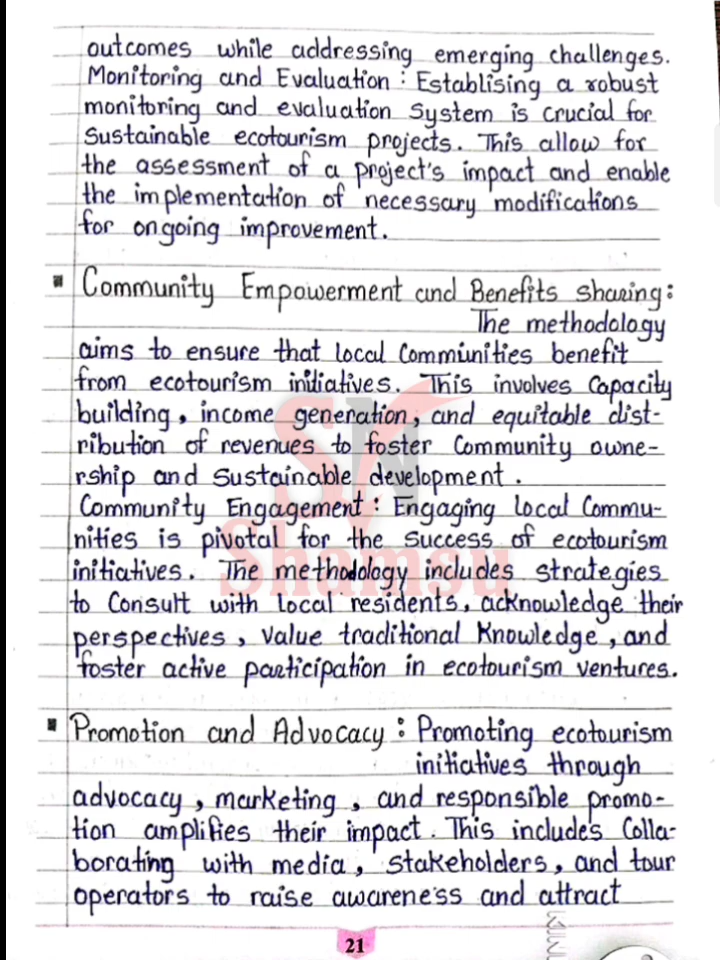 outcomes while addressing emerging challenges.
Monitoring and Evaluation : Establising a robust
monitoring and evaluation system is crucial for
sustainable ecotourism projects. This allow for
the assessment of a project's impact and enable
the implementation of necessary modifications
for ongoing improvement.
▪ Community Empowerment and Benefits sharing :
The methodology
aims to ensure that local communities benefit
from ecotourism initiatives. This involves Capacity
building, income generation, and equitable dist-
ribution of revenues to foster Community owne-
rship and sustainable development.
Community Engagement : Engaging local Commu-
nities is pivotal for the success of ecotourism
initiatives. The methodology includes strategies
to Consult with local residents, acknowledge their
perspectives, value traditional Knowledge, and
foster active participation in ecotourism ventures.
▪ Promotion and Advocacy : Promoting ecotourism
initiatives through
advocacy, marketing, and responsible promo-
tion amplifies their impact. This includes Colla-
borating with media, stakeholders, and tour
operators to raise awareness and attract
21
Shamsu